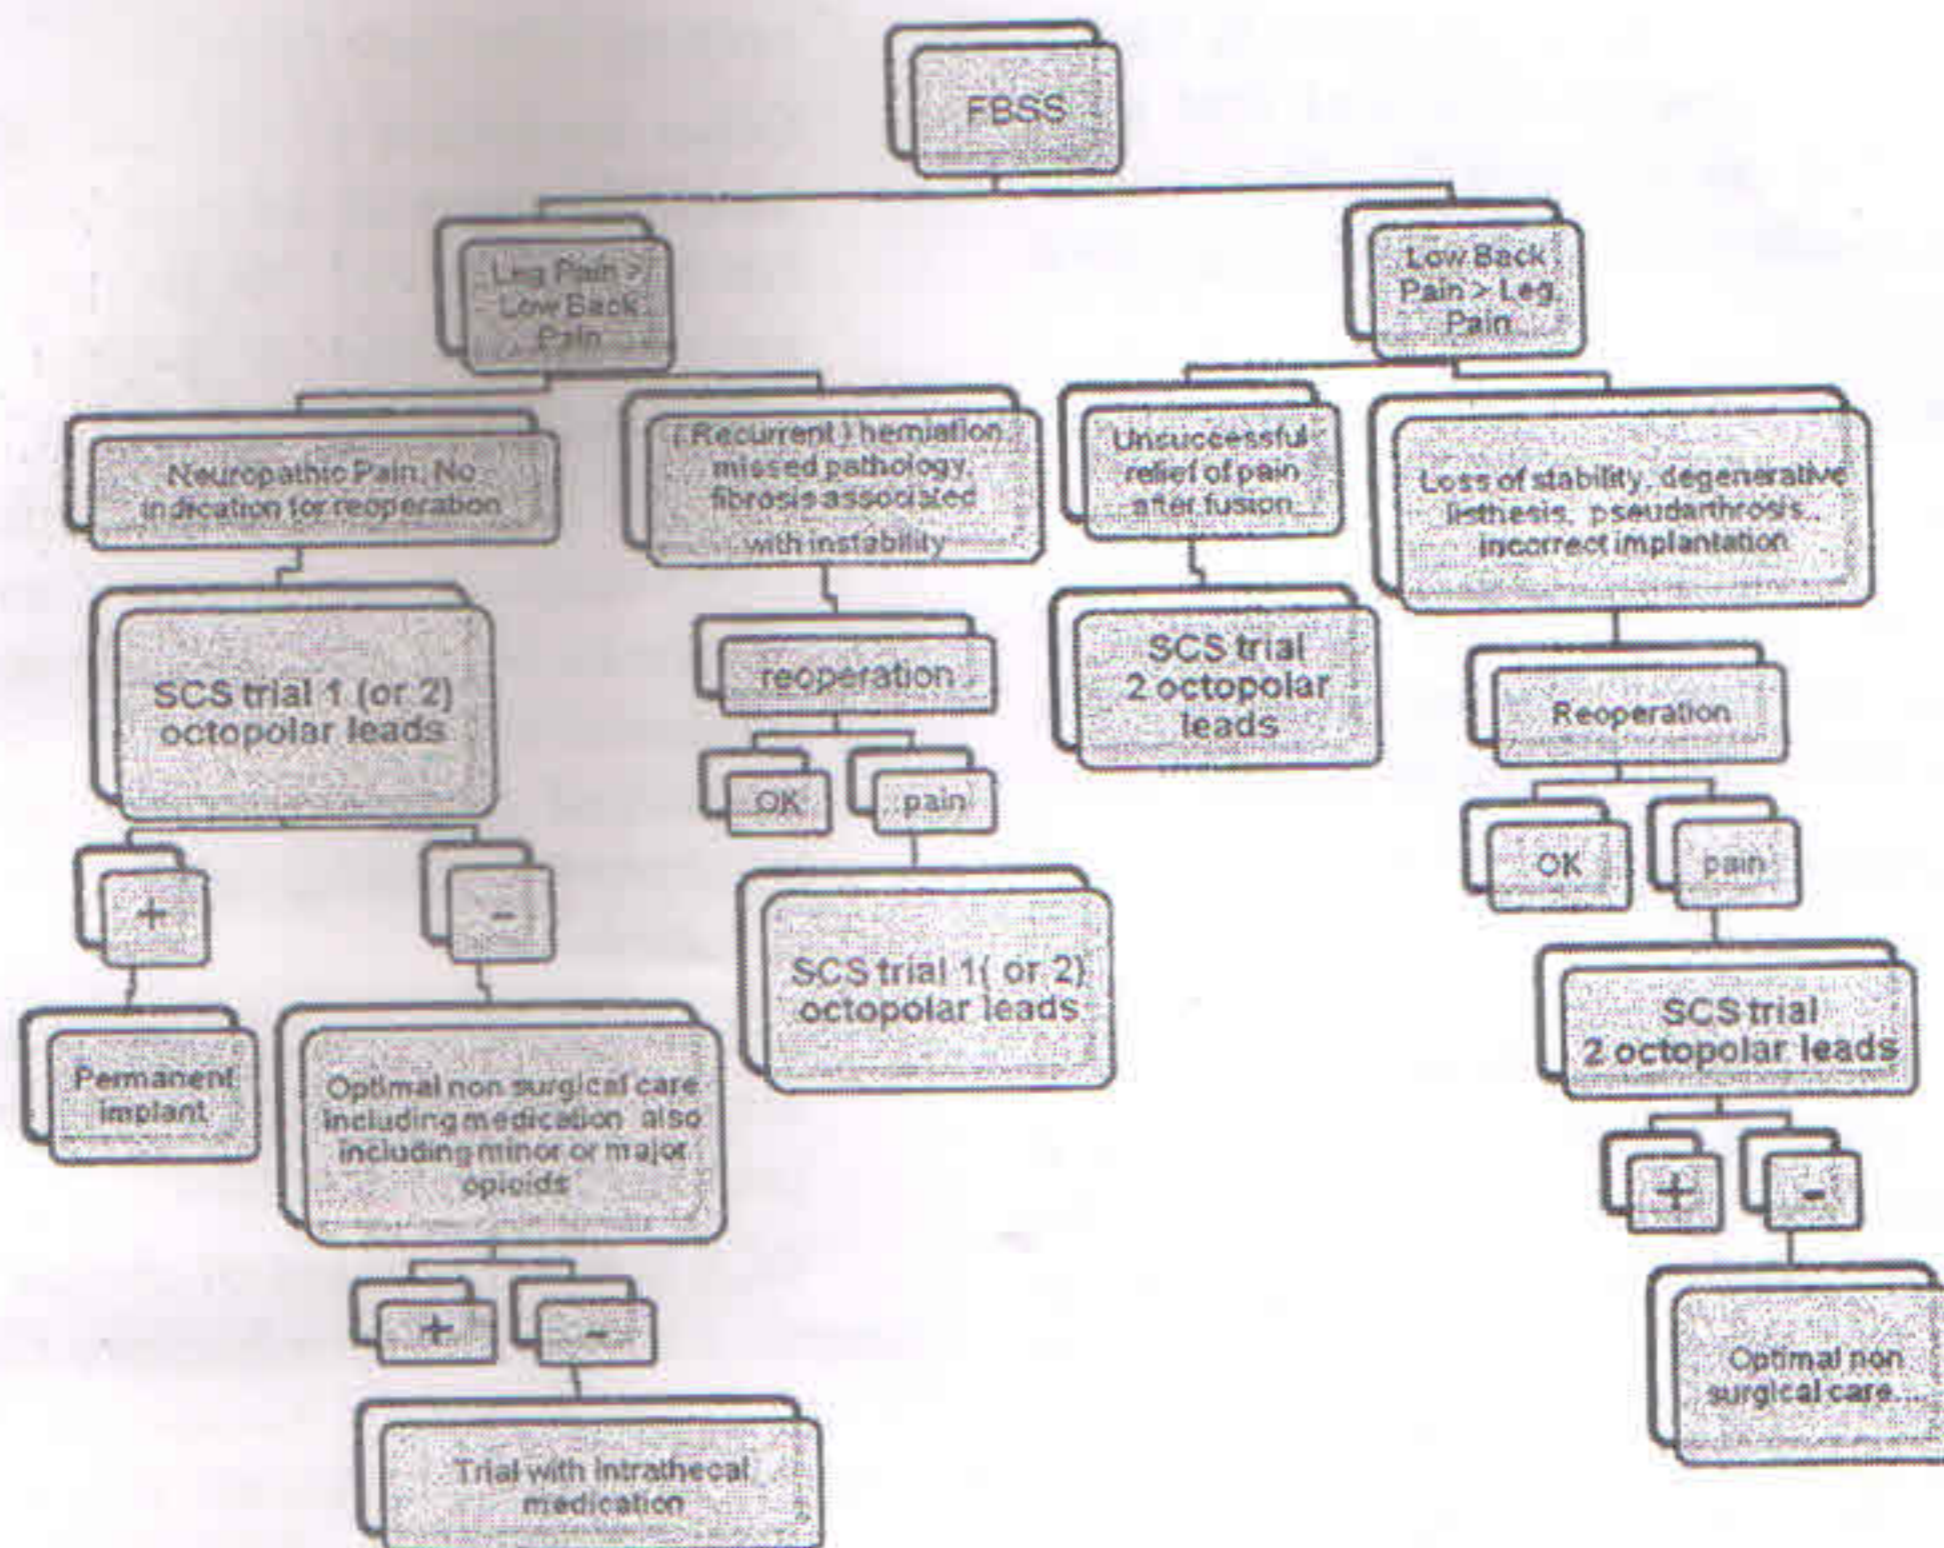 FBSS
Leg Pain >
Low Back
Pain
Low Back
Pain > Leg
Pain
Neuropathic Pain. No
indication for reoperation
(Recurrent) herniation,
missed pathology,
fibrosis associated
with instability
Unsuccessful
relief of pain
after fusion
Loss of stability, degenerative
listhesis, pseudarthrosis,
incorrect implantation
SCS trial 1 (or 2)
octopolar leads
reoperation
SCS trial
2 octopolar
leads
Reoperation
OK
pain
OK
pain
+
-
SCS trial 1( or 2)
octopolar leads
SCS trial
2 octopolar leads
Permanent
implant
Optimal non surgical care
including medication also
including minor or major
opioids
+
-
+
-
Optimal non
surgical care....
Trial with intrathecal
medication